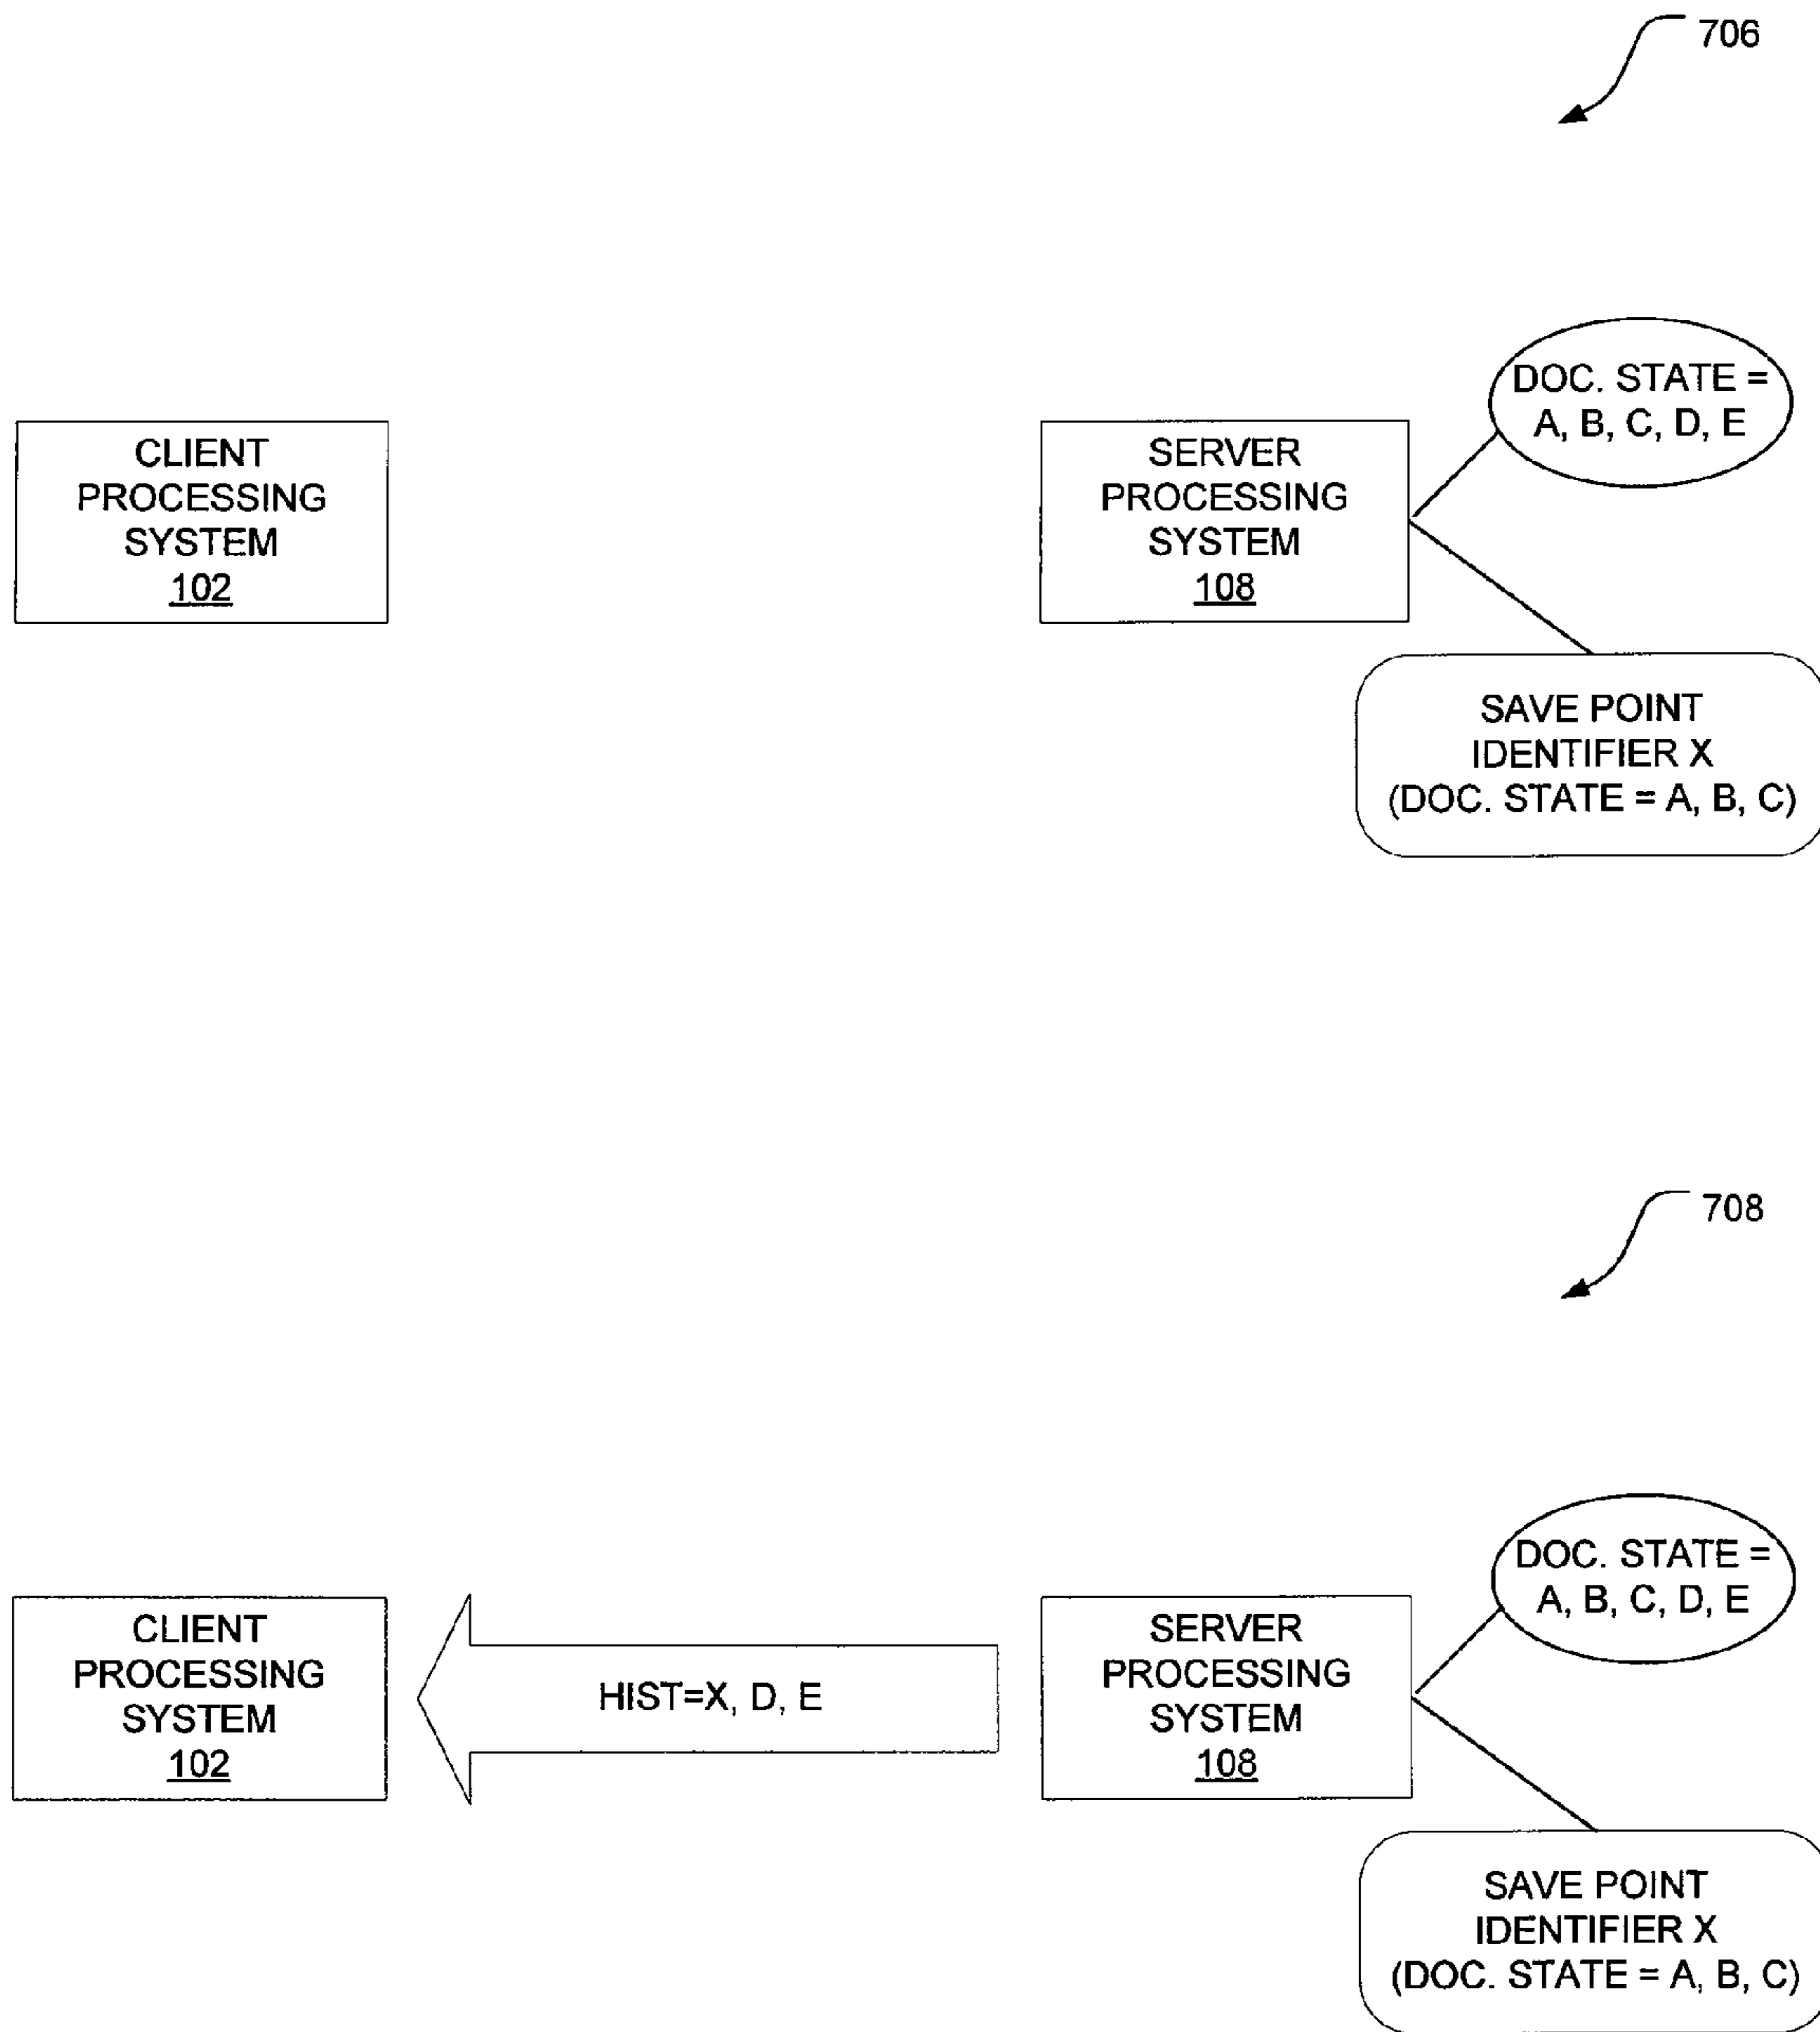 706
DOC. STATE =
A, B, C, D, E
CLIENT
PROCESSING
SYSTEM
102
SERVER
PROCESSING
SYSTEM
108
SAVE POINT
IDENTIFIER X
(DOC. STATE = A, B, C)
708
DOC. STATE =
A, B, C, D, E
CLIENT
PROCESSING
SYSTEM
102
HIST=X, D, E
SERVER
PROCESSING
SYSTEM
108
SAVE POINT
IDENTIFIER X
(DOC. STATE = A, B, C)